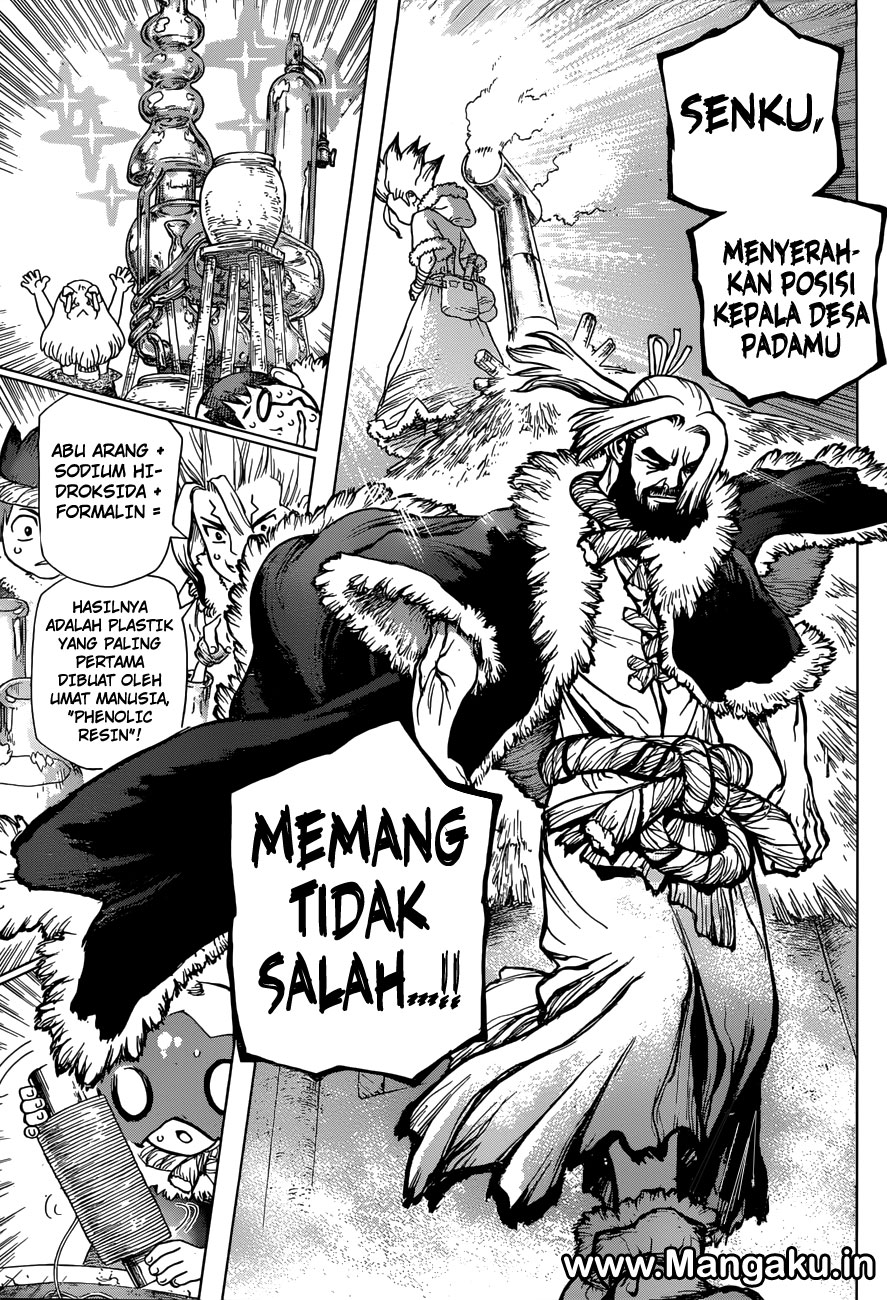 SENKU,
MENYERAH-
KAN POSISI
KEPALA DESA
PADAMU
ABU ARANG +
SODIUM HI-
DROKSIDA +
FORMALIN =
HASILNYA
ADALAH PLASTIK
YANG PALING
PERTAMA
DIBUAT OLEH
UMAT MANUSIA,
"PHENOLIC
RESIN"!
MEMANG
TIDAK
SALAH...!!
www.Mangaku.in